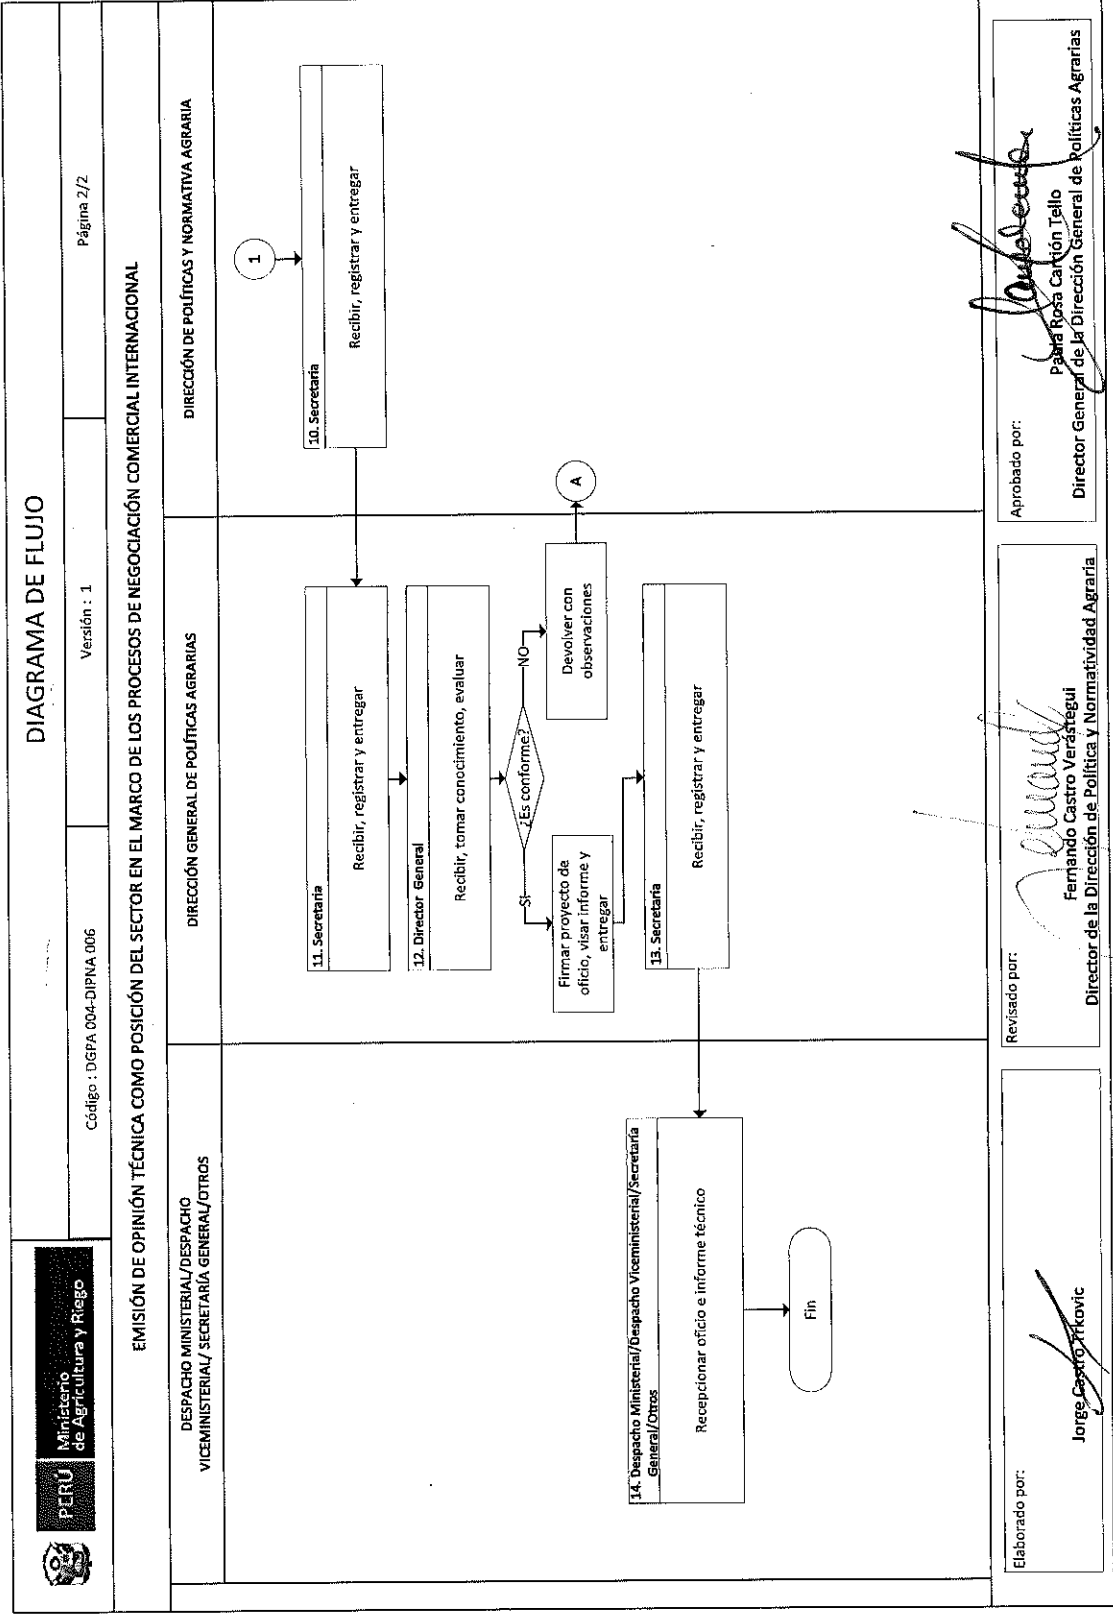 DIAGRAMA DE FLUJO
PERÚ
Ministerio
de Agricultura y Riego
Código : DGPA 004-DIPNA 006
Versión : 1
Página 2/2
EMISIÓN DE OPINIÓN TÉCNICA COMO POSICIÓN DEL SECTOR EN EL MARCO DE LOS PROCESOS DE NEGOCIACIÓN COMERCIAL INTERNACIONAL
DESPACHO MINISTERIAL/DESPACHO
VICEMINISTERIAL/ SECRETARÍA GENERAL/OTROS
DIRECCIÓN GENERAL DE POLÍTICAS AGRARIAS
DIRECCIÓN DE POLÍTICAS Y NORMATIVA AGRARIA
1
10. Secretaria
Recibir, registrar y entregar
11. Secretaria
Recibir, registrar y entregar
12. Director General
Recibir, tomar conocimiento, evaluar
¿Es conforme?
SI
NO
Firmar proyecto de
oficio, visar informe y
entregar
Devolver con
observaciones
A
13. Secretaría
Recibir, registrar y entregar
14. Despacho Ministerial/Despacho Viceministerial/Secretaría
General/Otros
Recepcionar oficio e informe técnico
Fin
Elaborado por:
Jorge Castro Trkovic
Revisado por:
Fernando Castro Verástegui
Director de la Dirección de Política y Normatividad Agraria
Aprobado por:
Paula Rosa Carrión Tello
Director General de la Dirección General de Políticas Agrarias